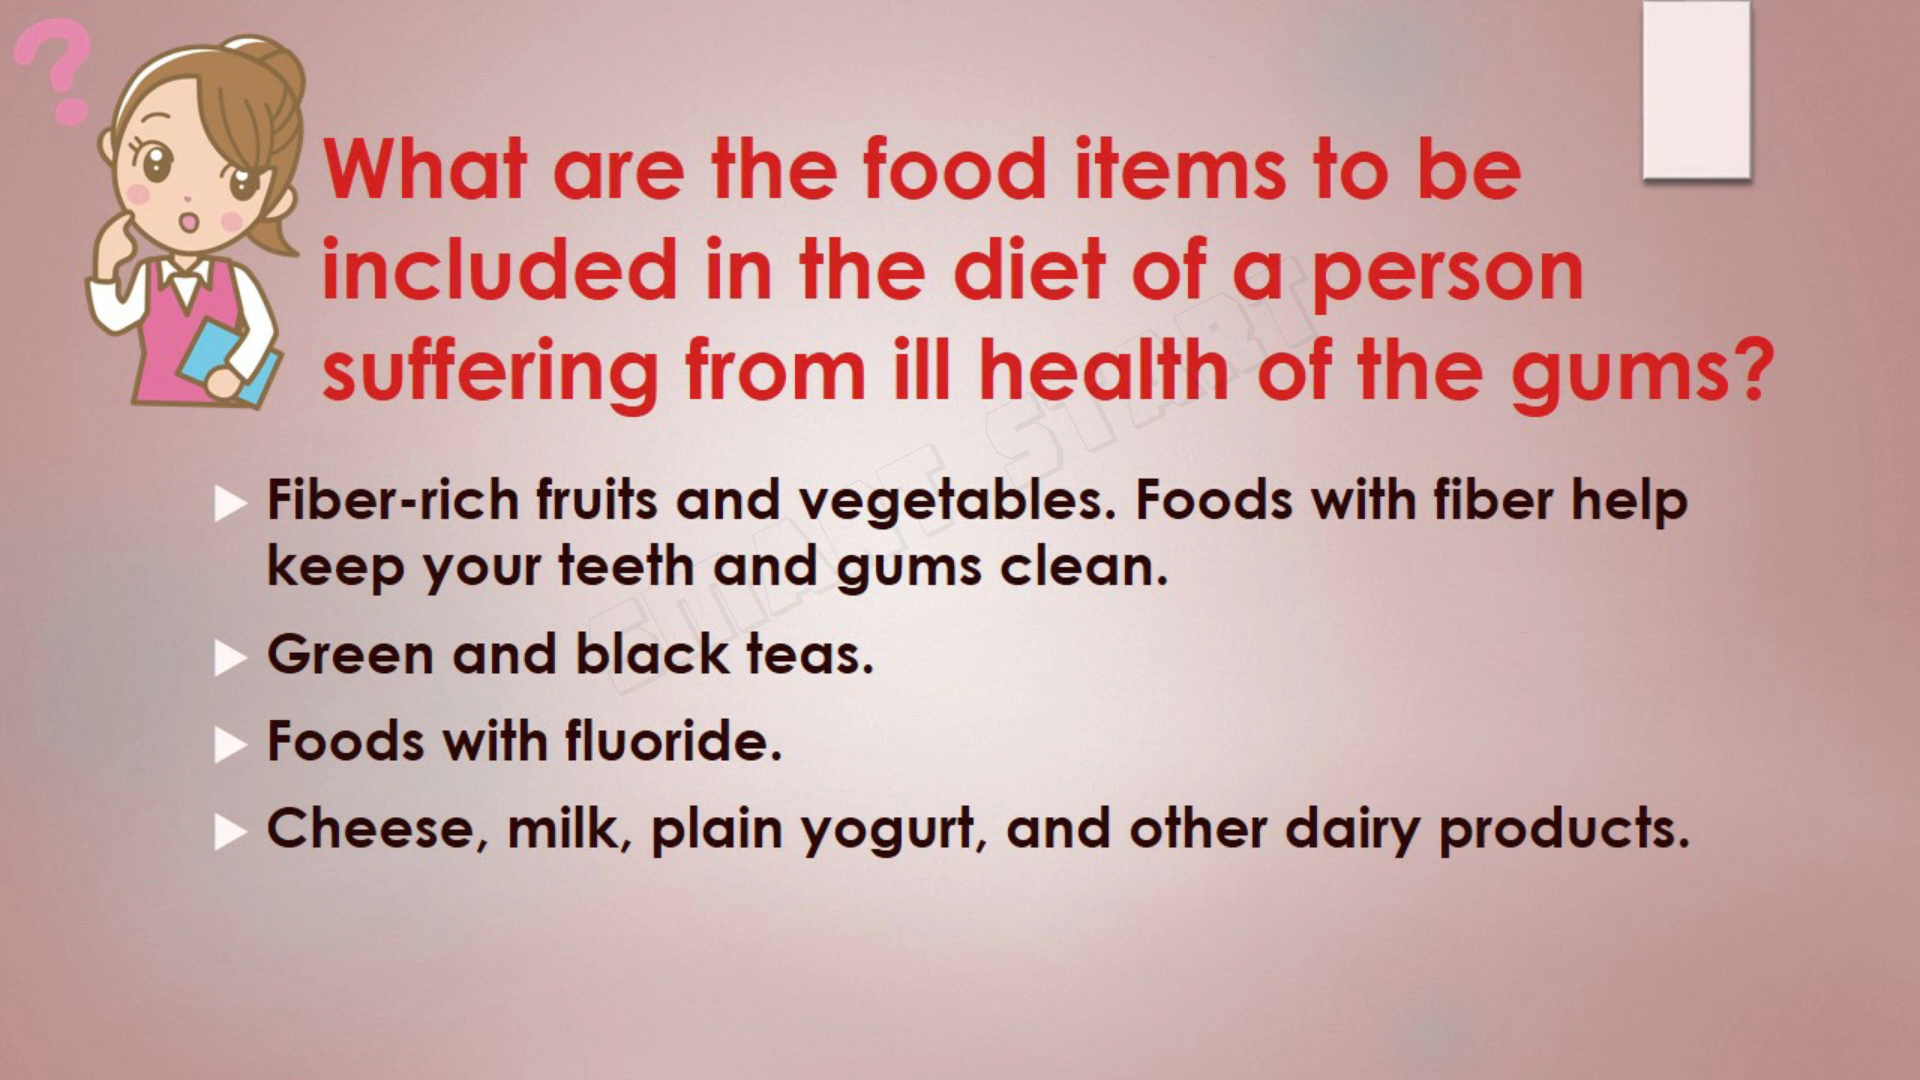 ?
What are the food items to be
included in the diet of a person
suffering from ill health of the gums?
Fiber-rich fruits and vegetables. Foods with fiber help
keep your teeth and gums clean.
Green and black teas.
Foods with fluoride.
Cheese, milk, plain yogurt, and other dairy products.
SMART START